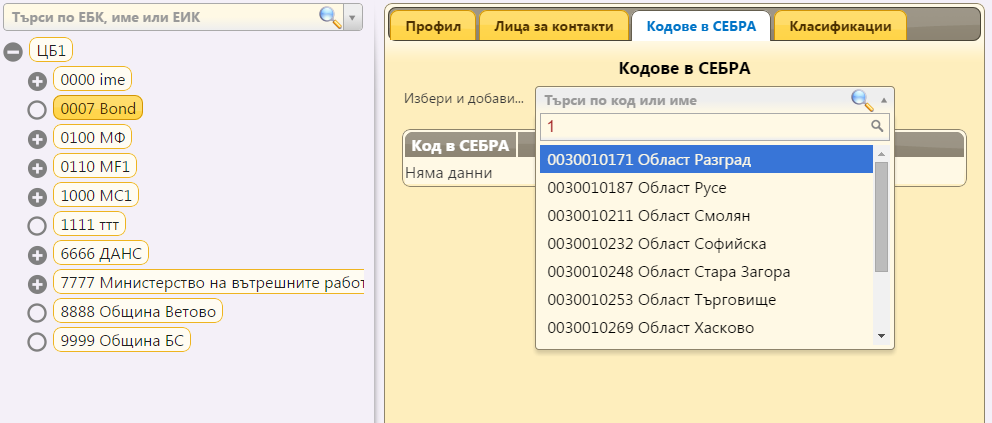 Търси по ЕБК, име или ЕИК
ЦБ1
0000 ime
0007 Bond
0100 МФ
0110 MF1
1000 МС1
1111 ттт
6666 ДАНС
7777 Министерство на вътрешните работ
8888 Община Ветово
9999 Община БС
Профил
Лица за контакти
Кодове в СЕБРА
Класификации
Кодове в СЕБРА
Избери и добави...
Търси по код или име
1
Код в СЕБРА
Няма данни
0030010171 Област Разград
0030010187 Област Русе
0030010211 Област Смолян
0030010232 Област Софийска
0030010248 Област Стара Загора
0030010253 Област Търговище
0030010269 Област Хасково